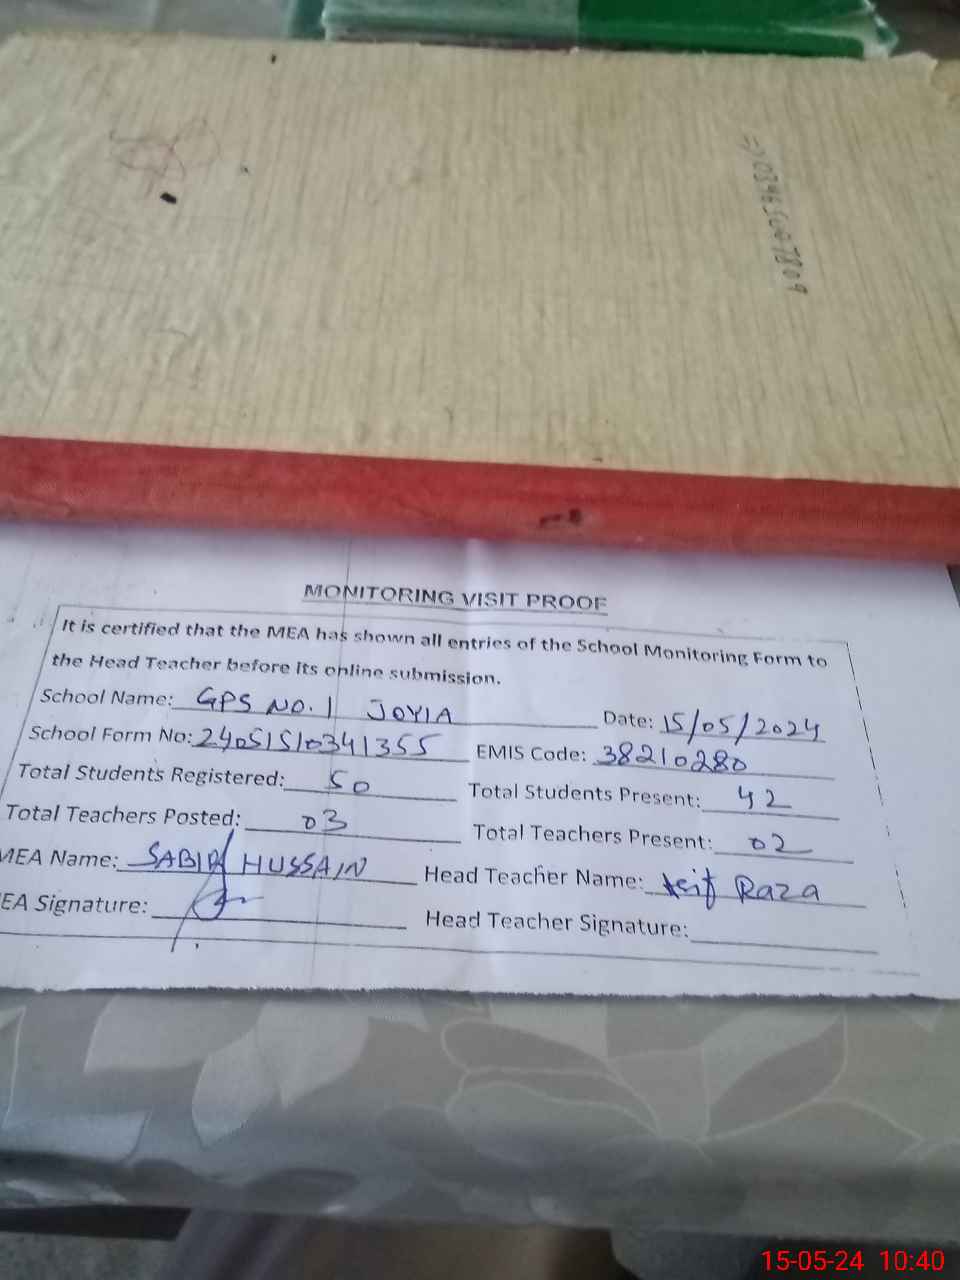 => 03465607809
MONITORING VISIT PROOF
It is certified that the MEA has shown all entries of the School Monitoring Form to
the Head Teacher before its online submission.
School Name: GPS NO. 1 JOYIA Date: 15/05/2024
School Form No: 24051510341355 EMIS Code: 38210280
Total Students Registered: 50 Total Students Present: 42
Total Teachers Posted: 03 Total Teachers Present: 02
MEA Name: SABIR HUSSAIN Head Teacher Name: Asif Raza
EA Signature: Head Teacher Signature:
15-05-24 10:40